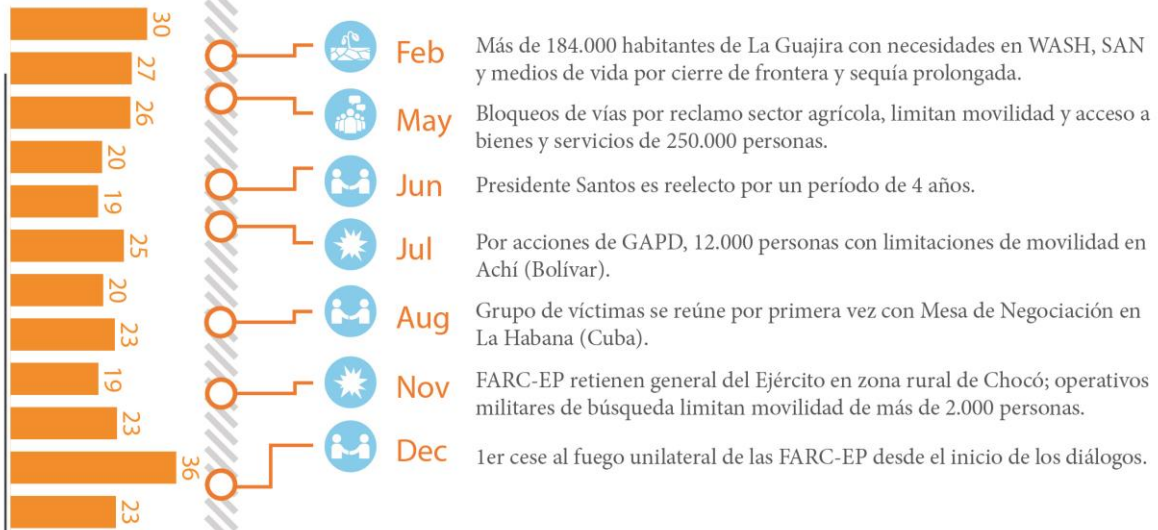 30
27
26
20
19
25
20
23
19
23
36
23
Feb
Más de 184.000 habitantes de La Guajira con necesidades en WASH, SAN
y medios de vida por cierre de frontera y sequía prolongada.
May
Bloqueos de vías por reclamo sector agrícola, limitan movilidad y acceso a
bienes y servicios de 250.000 personas.
Jun
Presidente Santos es reelecto por un período de 4 años.
Jul
Por acciones de GAPD, 12.000 personas con limitaciones de movilidad en
Achí (Bolívar).
Aug
Grupo de víctimas se reúne por primera vez con Mesa de Negociación en
La Habana (Cuba).
Nov
FARC-EP retienen general del Ejército en zona rural de Chocó; operativos
militares de búsqueda limitan movilidad de más de 2.000 personas.
Dec
1er cese al fuego unilateral de las FARC-EP desde el inicio de los diálogos.